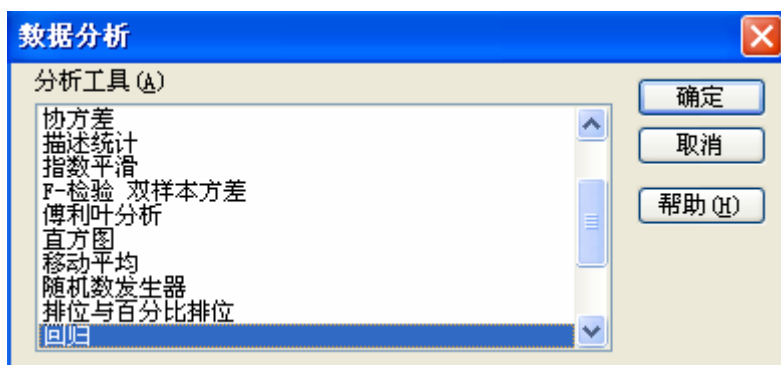 数据分析
分析工具(A)
协方差
描述统计
指数平滑
F-检验 双样本方差
傅利叶分析
直方图
移动平均
随机数发生器
排位与百分比排位
回归
确定
取消
帮助(H)